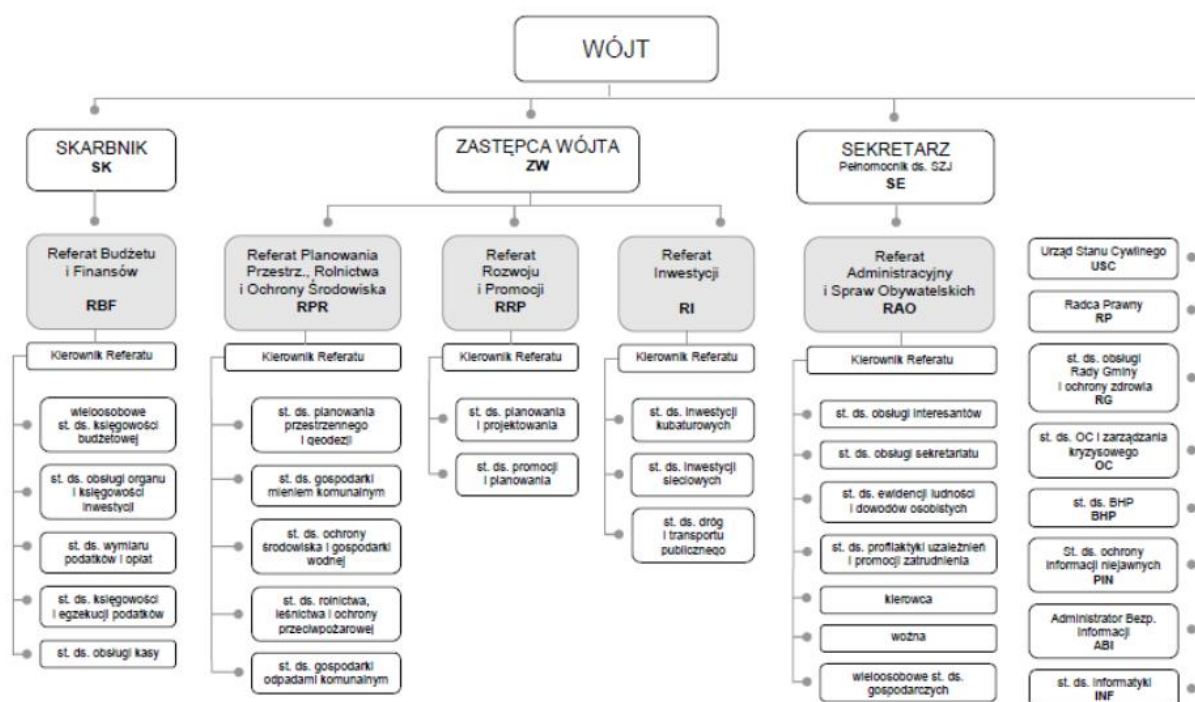 WÓJT
SKARBNIK
SK
ZASTĘPCA WÓJTA
ZW
SEKRETARZ
Pełnomocnik ds. SZJ
SE
Referat Budżetu
i Finansów
RBF
Kierownik Referatu
wieloosobowe
st. ds. księgowości
budżetowej
st. ds. obsługi organu
i księgowości
inwestycji
st. ds. wymiaru
podatków i opłat
st. ds. księgowości
i egzekucji podatków
st. ds. obsługi kasy
Referat Planowania
Przestrz., Rolnictwa
i Ochrony Środowiska
RPR
Kierownik Referatu
st. ds. planowania
przestrzennego
i geodezji
st. ds. gospodarki
mieniem komunalnym
st. ds. ochrony
środowiska i gospodarki
wodnej
st. ds. rolnictwa,
leśnictwa i ochrony
przeciwpożarowej
st. ds. gospodarki
odpadami komunalnym
Referat
Rozwoju
i Promocji
RRP
Kierownik Referatu
st. ds. planowania
i projektowania
st. ds. promocji
i planowania
Referat
Inwestycji
RI
Kierownik Referatu
st. ds. inwestycji
kubaturowych
st. ds. inwestycji
sieciowych
st. ds. dróg
i transportu
publicznego
Referat
Administracyjny
i Spraw Obywatelskich
RAO
Kierownik Referatu
st. ds. obsługi interesantów
st. ds. obsługi sekretariatu
st. ds. ewidencji ludności
i dowodów osobistych
st. ds. profilaktyki uzależnień
i promocji zatrudnienia
kierowca
woźna
wieloosobowe st. ds.
gospodarczych
Urząd Stanu Cywilnego
USC
Radca Prawny
RP
st. ds. obsługi
Rady Gminy
i ochrony zdrowia
RG
st. ds. OC i zarządzania
kryzysowego
OC
st. ds. BHP
BHP
St. ds. ochrony
informacji niejawnych
PIN
Administrator Bezp.
Informacji
ABI
st. ds. informatyki
INF